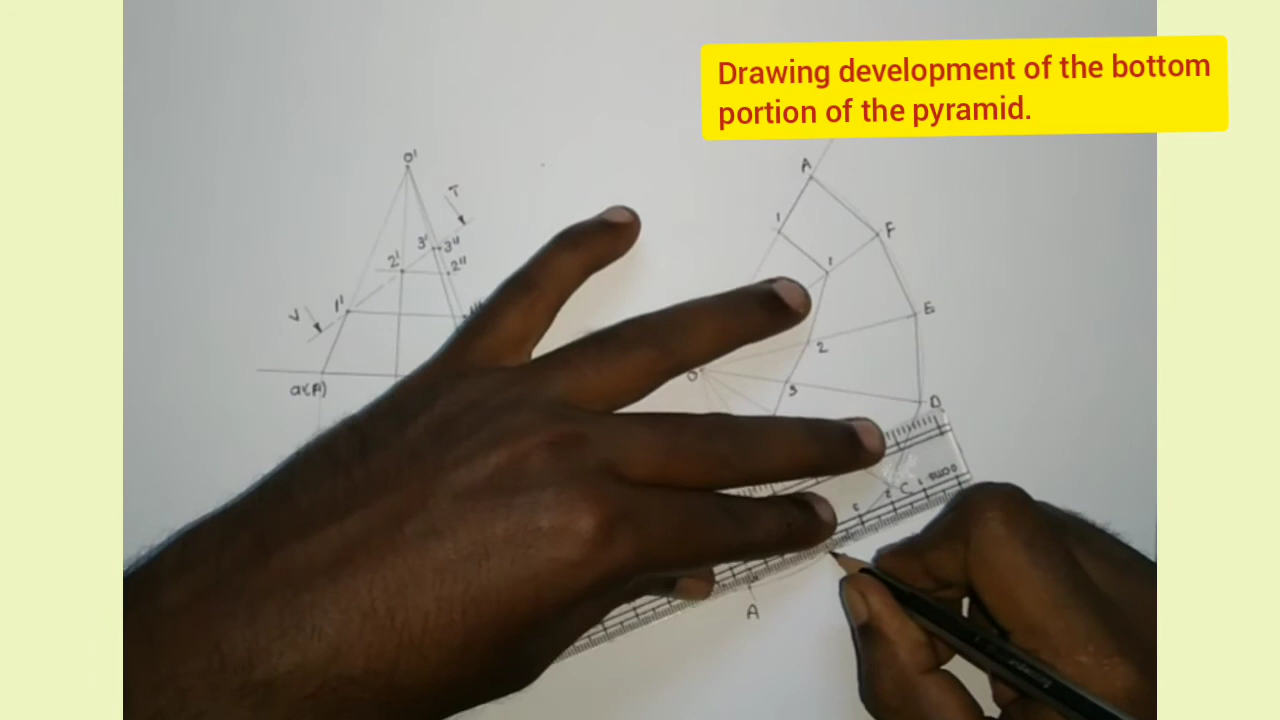 Drawing development of the bottom
portion of the pyramid.
O'
T
3' 3"
2' 2"
1'
V
a'(f')
A
1
F
1
E
2
O'
3
D
C
A